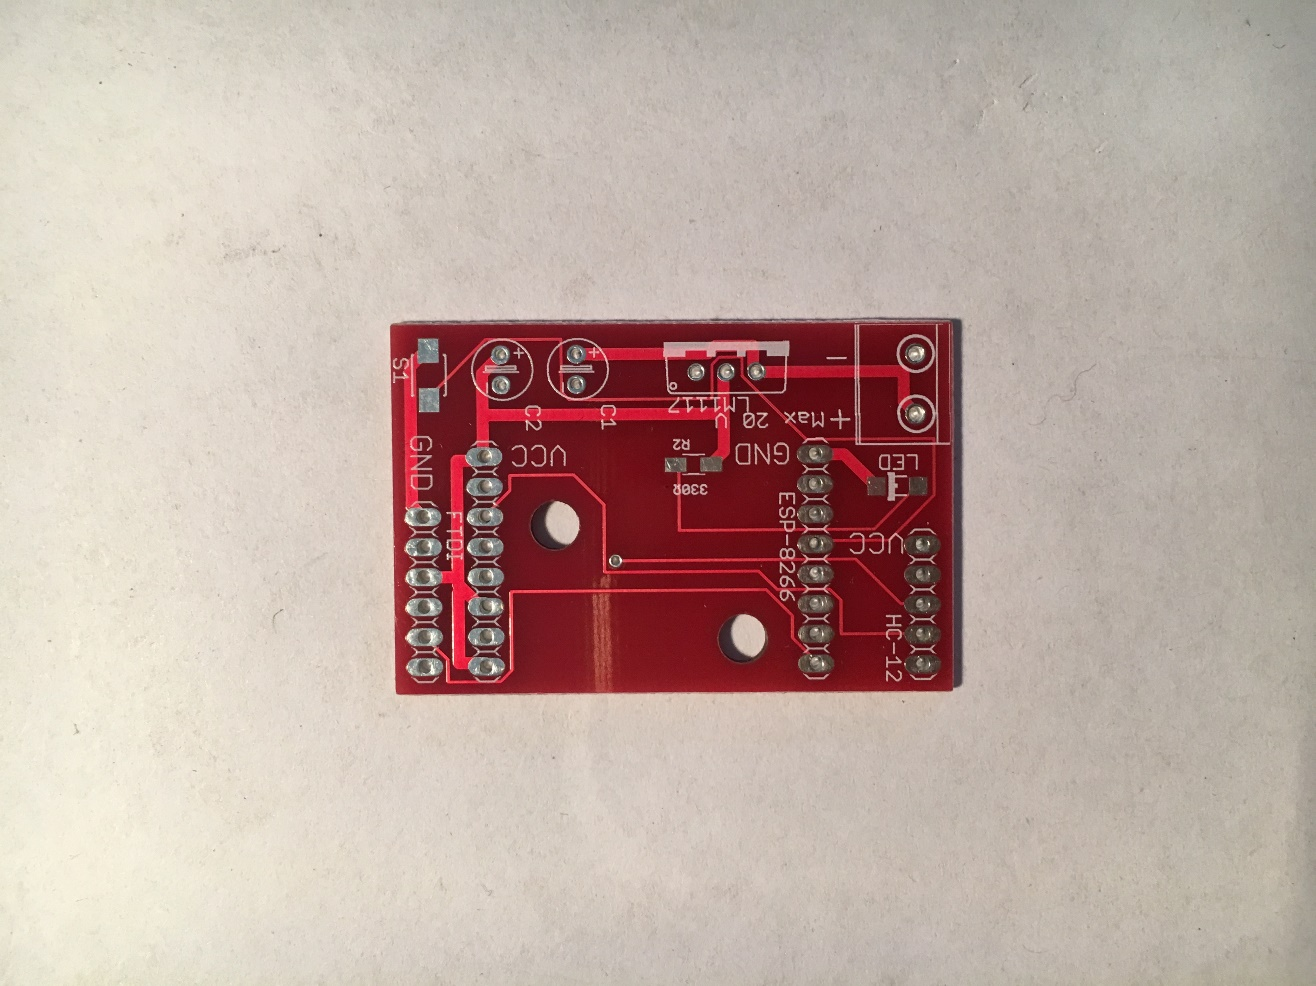 S1
C2
C1
LM1117
20 V Max
+
-
GND
VCC
R2
330R
GND
LED
FTDI
ESP-8266
VCC
HC-12
+
+